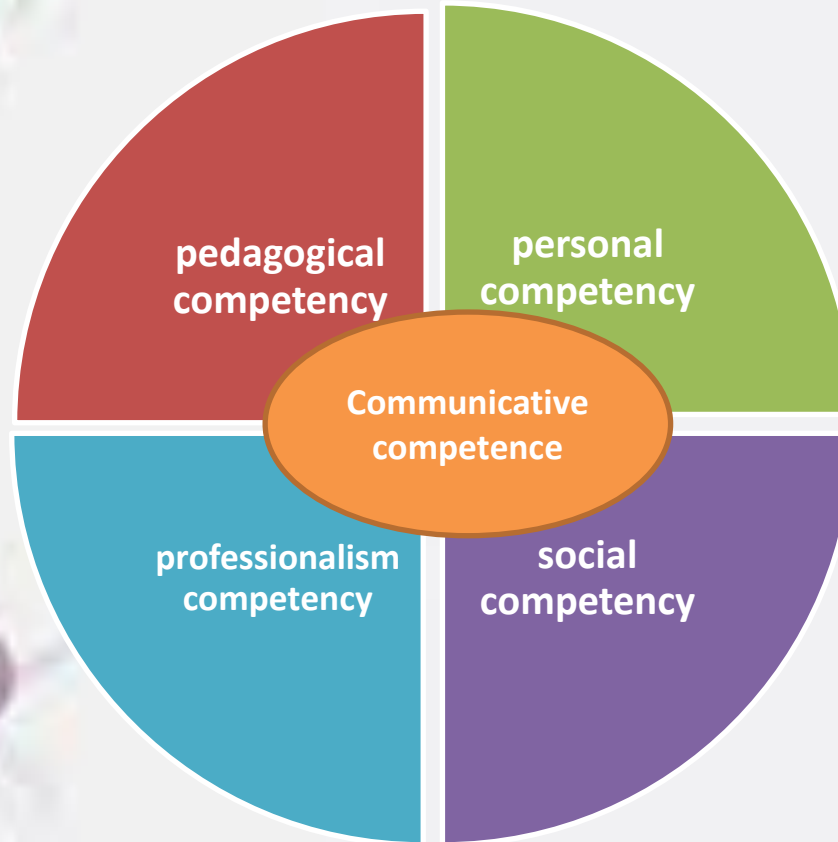 pedagogical
competency
personal
competency
Communicative
competence
professionalism
competency
social
competency